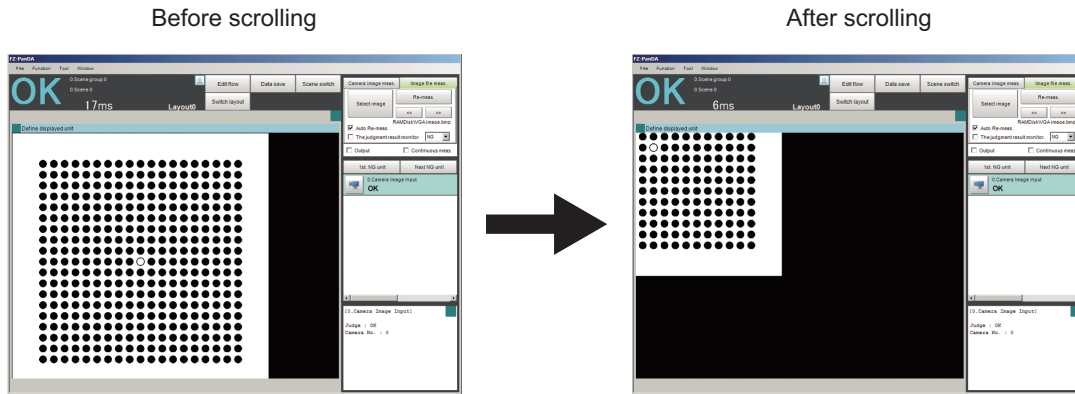 Before scrolling
After scrolling
FZ-PanDA
File Function Tool Window
OK
0.Scene group 0
0.Scene 0
17ms
Layout0
Edit flow
Data save
Scene switch
Switch layout
Define displayed unit
Camera image meas.
Image file meas.
Select image
Re-meas.
<<
>>
RAMDisk\VGA image.bmp
Auto Re-meas.
The judgment result monitor.
NG
Output
Continuous meas.
1st. NG unit
Next NG unit
0.Camera Image Input
OK
[0.Camera Image Input]
Judge : OK
Camera No. : 0
FZ-PanDA
File Function Tool Window
OK
0.Scene group 0
0.Scene 0
6ms
Layout0
Edit flow
Data save
Scene switch
Switch layout
Define displayed unit
Camera image meas.
Image file meas.
Select image
Re-meas.
<<
>>
RAMDisk\VGA image.bmp
Auto Re-meas.
The judgment result monitor.
NG
Output
Continuous meas.
1st. NG unit
Next NG unit
0.Camera Image Input
OK
[0.Camera Image Input]
Judge : OK
Camera No. : 0